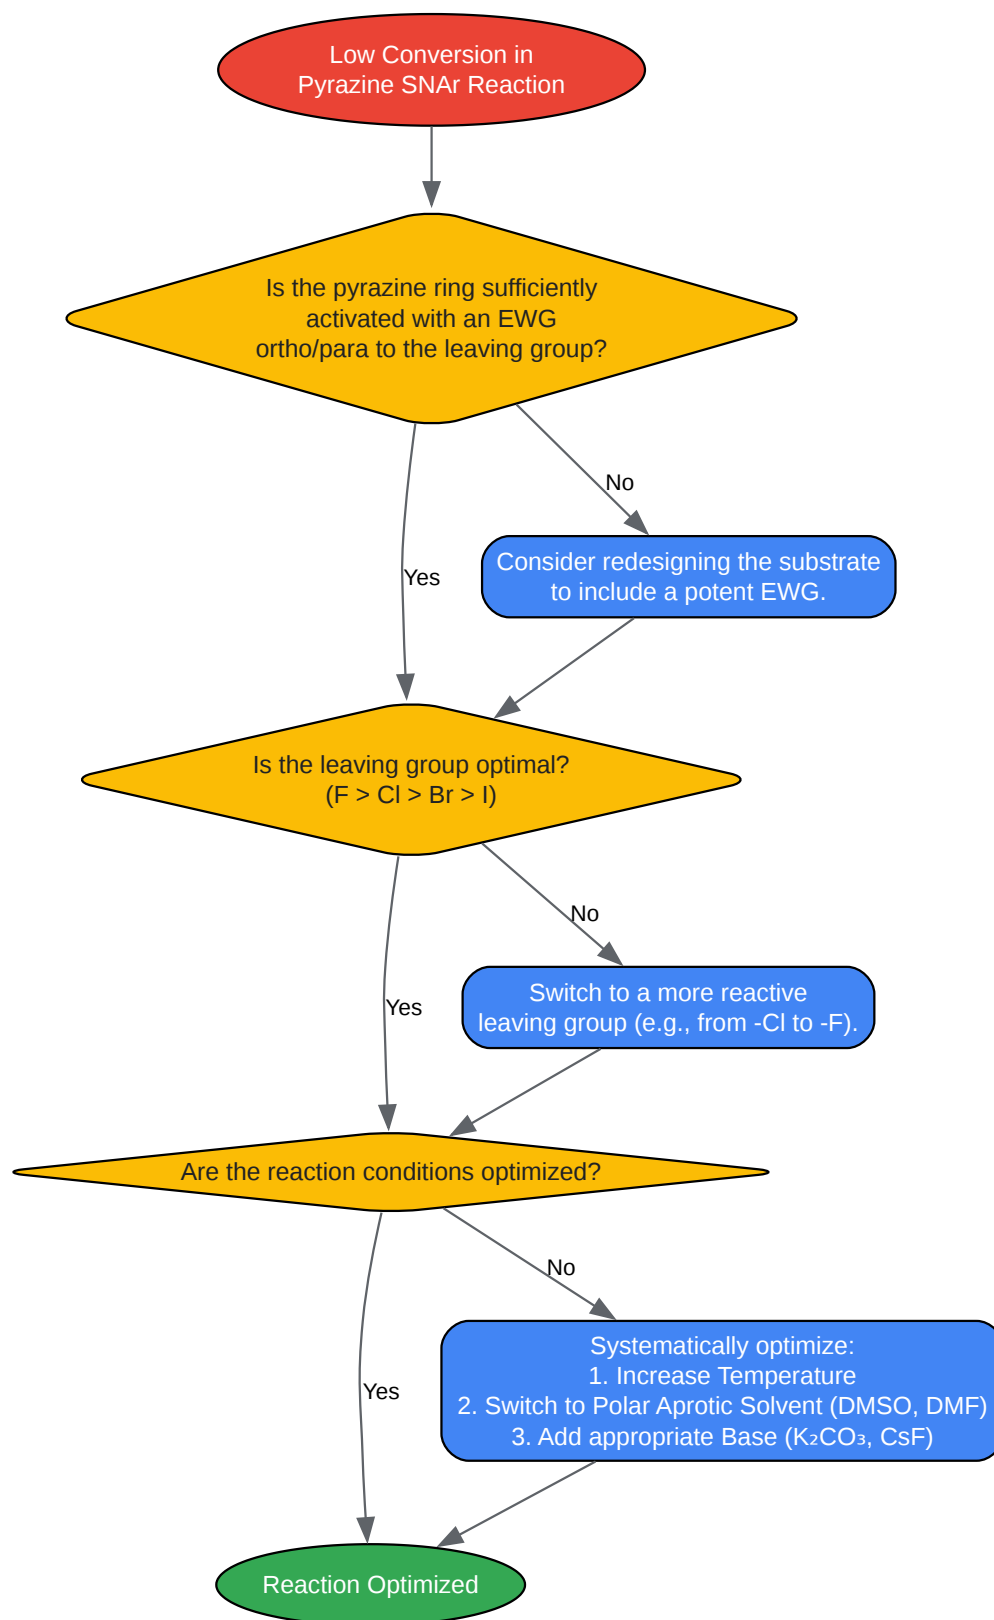 Low Conversion in
Pyrazine SNAr Reaction
Is the pyrazine ring sufficiently
activated with an EWG
ortho/para to the leaving group?
No
Consider redesigning the substrate
to include a potent EWG.
Yes
Is the leaving group optimal?
(F > Cl > Br > I)
No
Switch to a more reactive
leaving group (e.g., from -Cl to -F).
Yes
Are the reaction conditions optimized?
No
Systematically optimize:
1. Increase Temperature
2. Switch to Polar Aprotic Solvent (DMSO, DMF)
3. Add appropriate Base (K₂CO₃, CsF)
Yes
Reaction Optimized